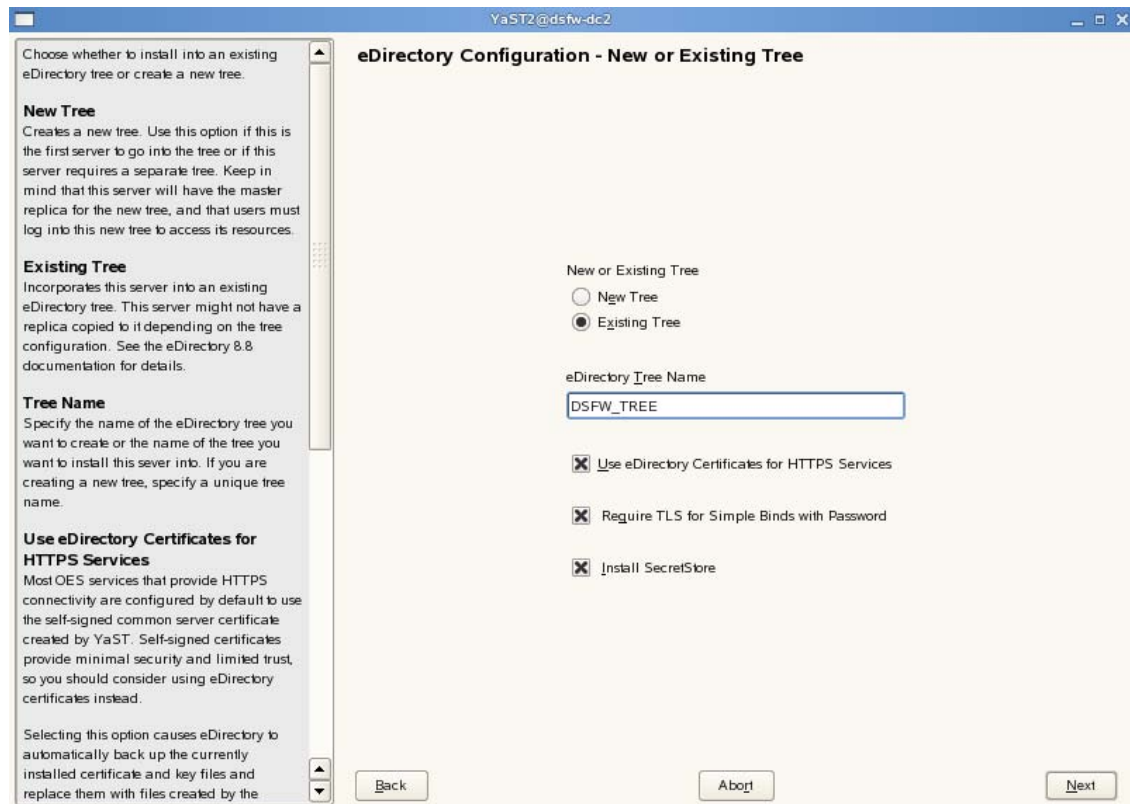 YaST2@dsfw-dc2
Choose whether to install into an existing
eDirectory tree or create a new tree.
New Tree
Creates a new tree. Use this option if this is
the first server to go into the tree or if this
server requires a separate tree. Keep in
mind that this server will have the master
replica for the new tree, and that users must
log into this new tree to access its resources.
Existing Tree
Incorporates this server into an existing
eDirectory tree. This server might not have a
replica copied to it depending on the tree
configuration. See the eDirectory 8.8
documentation for details.
Tree Name
Specify the name of the eDirectory tree you
want to create or the name of the tree you
want to install this sever into. If you are
creating a new tree, specify a unique tree
name.
Use eDirectory Certificates for
HTTPS Services
Most OES services that provide HTTPS
connectivity are configured by default to use
the self-signed common server certificate
created by YaST. Self-signed certificates
provide minimal security and limited trust,
so you should consider using eDirectory
certificates instead.
Selecting this option causes eDirectory to
automatically back up the currently
installed certificate and key files and
replace them with files created by the
eDirectory Configuration - New or Existing Tree
New or Existing Tree
New Tree
Existing Tree
eDirectory Tree Name
DSFW_TREE
Use eDirectory Certificates for HTTPS Services
Require TLS for Simple Binds with Password
Install SecretStore
Back
Abort
Next